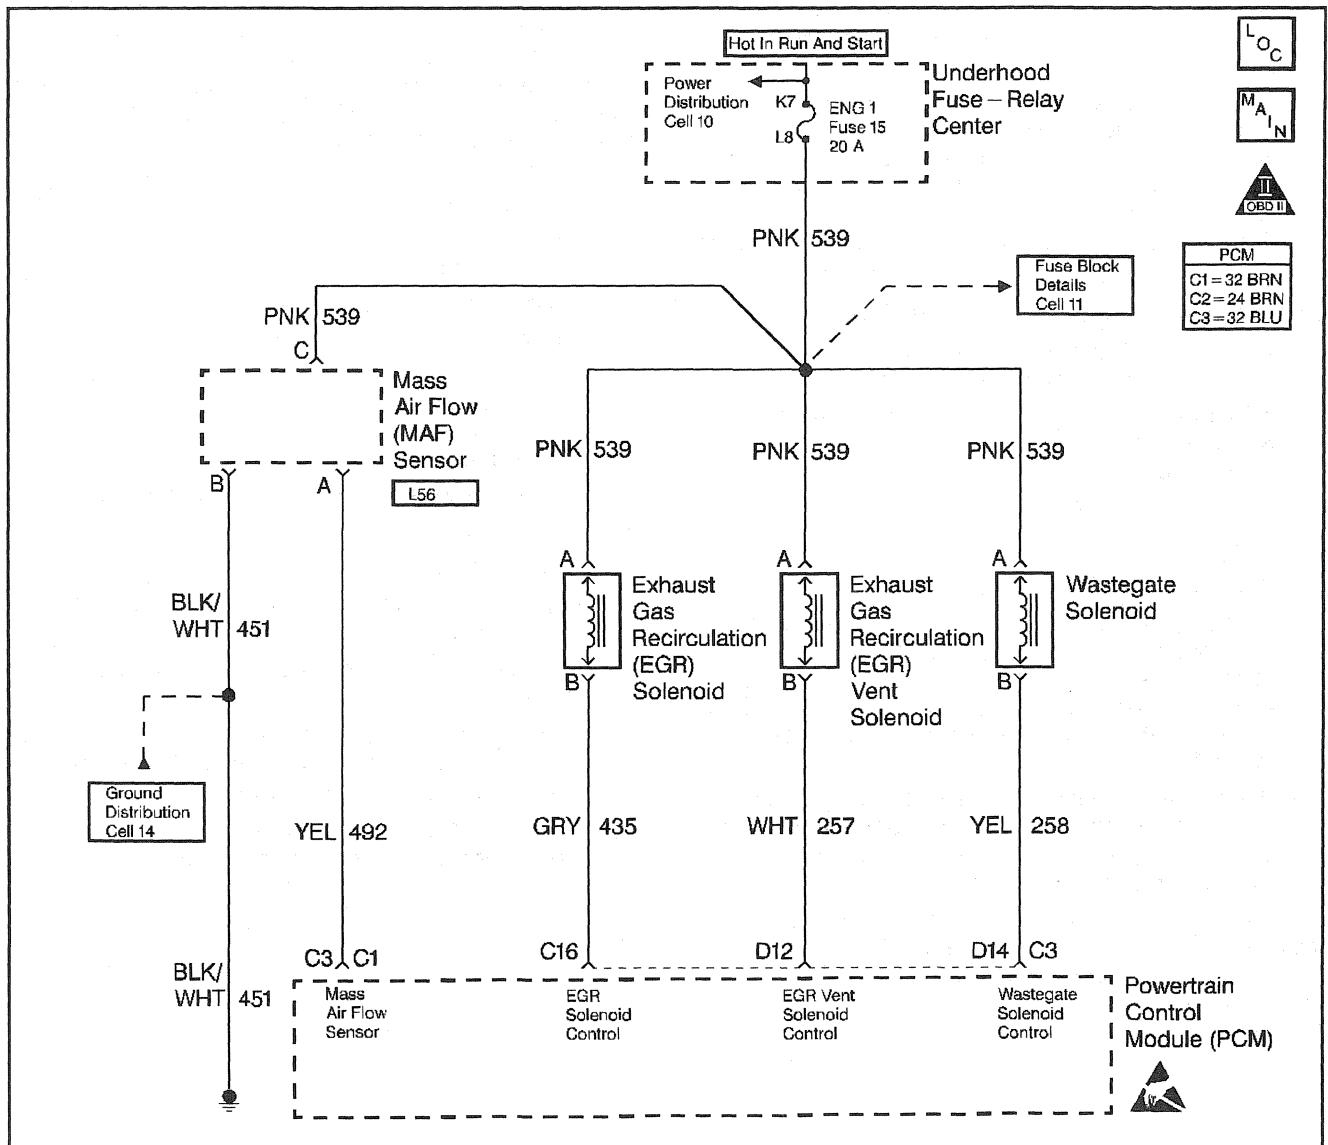 Hot In Run And Start
Power
Distribution
Cell 10
K7
L8
ENG 1
Fuse 15
20 A
Underhood
Fuse – Relay
Center
LOC
MAIN
II
OBD II
PCM
C1 = 32 BRN
C2 = 24 BRN
C3 = 32 BLU
PNK 539
Fuse Block
Details
Cell 11
PNK 539
C
Mass
Air Flow
(MAF)
Sensor
L56
B
A
PNK 539
PNK 539
PNK 539
A
A
A
Exhaust
Gas
Recirculation
(EGR)
Solenoid
Exhaust
Gas
Recirculation
(EGR)
Vent
Solenoid
Wastegate
Solenoid
B
B
B
BLK/
WHT 451
Ground
Distribution
Cell 14
YEL 492
GRY 435
WHT 257
YEL 258
BLK/
WHT 451
C3 C1
C16
D12
D14 C3
Mass
Air Flow
Sensor
EGR
Solenoid
Control
EGR Vent
Solenoid
Control
Wastegate
Solenoid
Control
Powertrain
Control
Module (PCM)